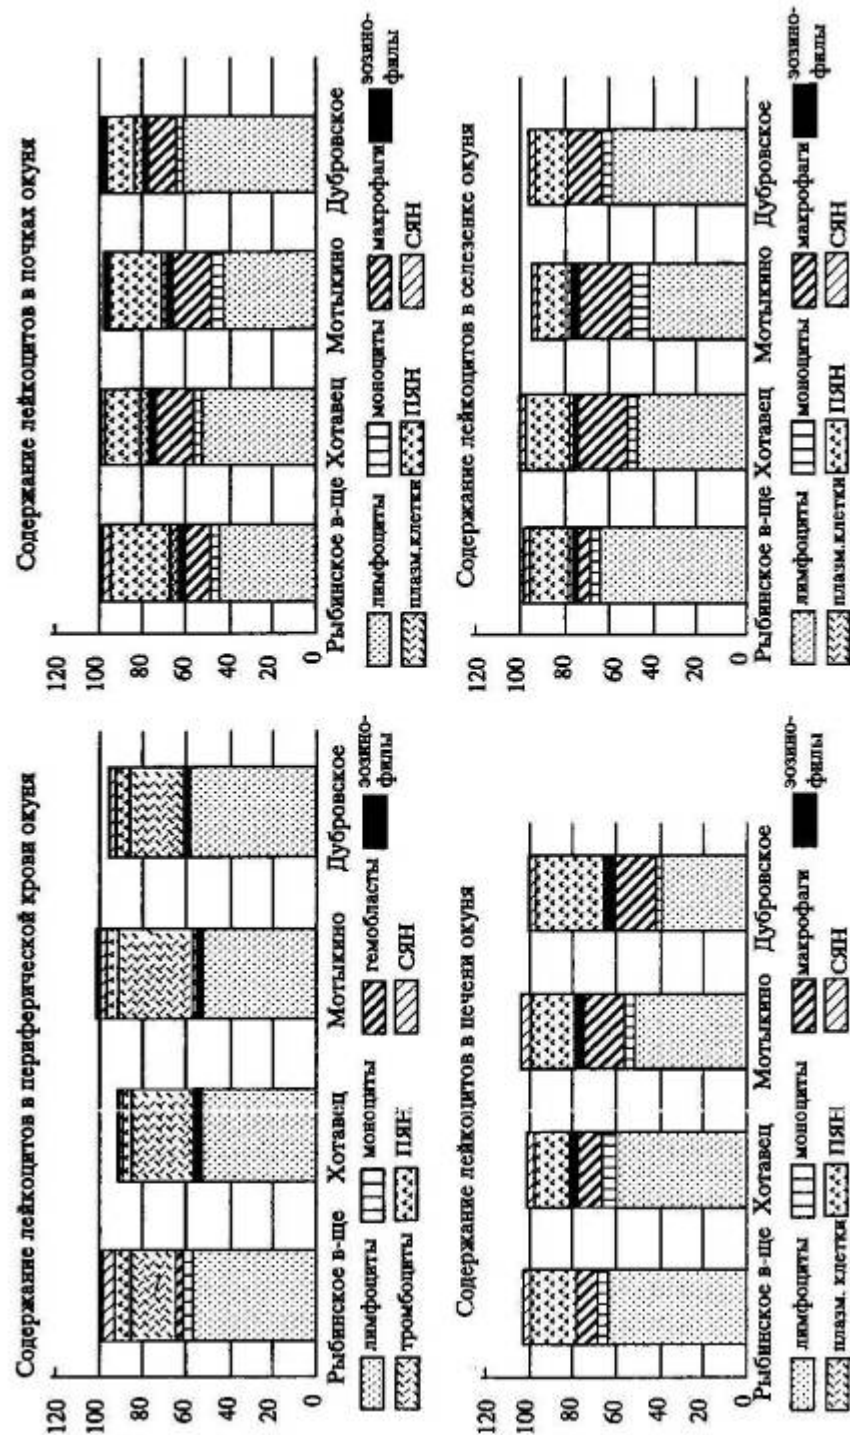 Содержание лейкоцитов в периферической крови окуня
120
100
80
60
40
20
0
Рыбинское в-ще Хотавец Мотыкино Дубровское
лимфоциты моноциты гемобласты эозино-
филы
тромбоциты ПЯН СЯН
Содержание лейкоцитов в почках окуня
120
100
80
60
40
20
0
Рыбинское в-ще Хотавец Мотыкино Дубровское
лимфоциты моноциты макрофаги эозино-
филы
плазм.клетки ПЯН СЯН
Содержание лейкоцитов в печени окуня
120
100
80
60
40
20
0
Рыбинское в-ще Хотавец Мотыкино Дубровское
лимфоциты моноциты макрофаги эозино-
филы
плазм. клетки ПЯН СЯН
Содержание лейкоцитов в селезенке окуня
120
100
80
60
40
20
0
Рыбинское в-ще Хотавец Мотыкино Дубровское
лимфоциты моноциты макрофаги эозино-
филы
плазм.клетки ПЯН СЯН